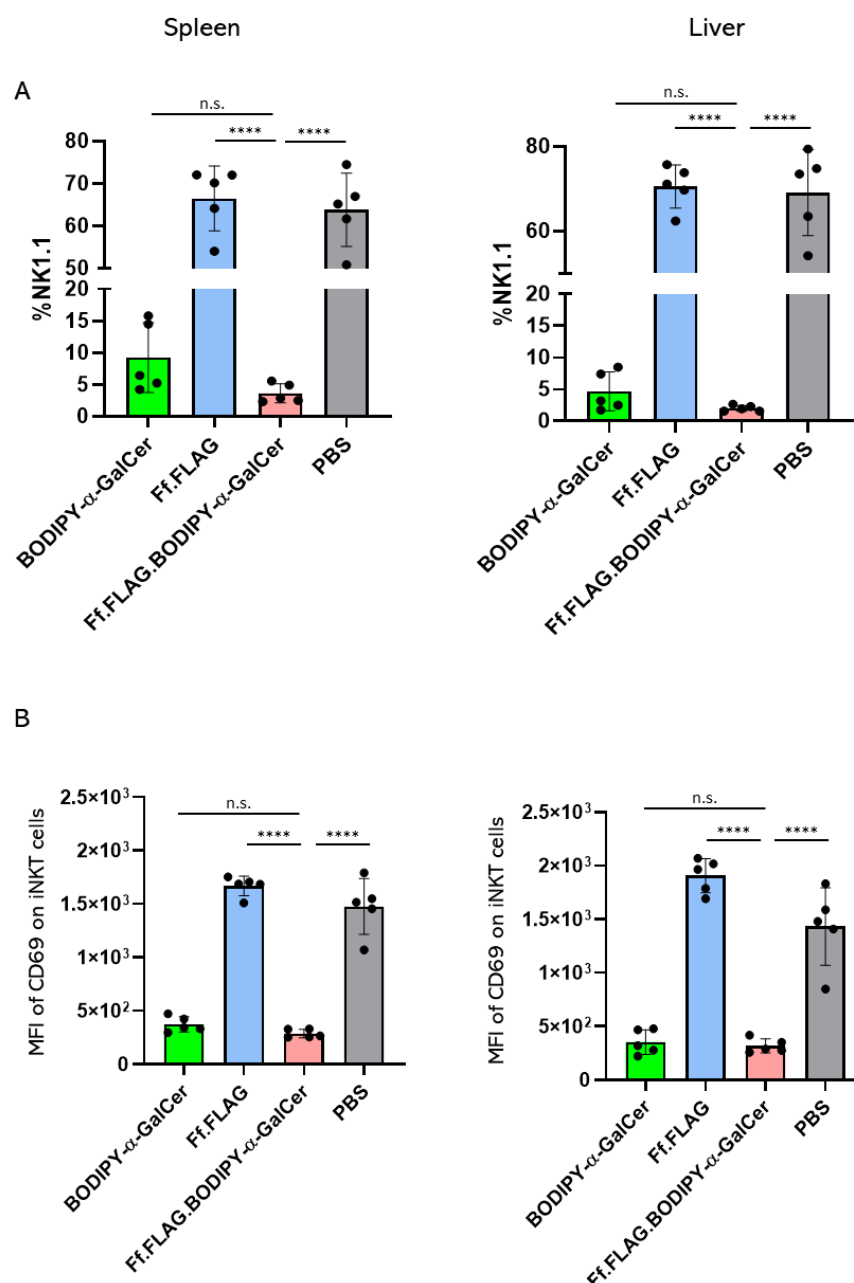 Spleen
Liver
A
n.s.
**** ****
80
70
60
50
20
15
10
5
0
%NK1.1
BODIPY-α-GalCer
Ff.FLAG
Ff.FLAG.BODIPY-α-GalCer
PBS
n.s.
**** ****
80
60
20
15
10
5
0
%NK1.1
BODIPY-α-GalCer
Ff.FLAG
Ff.FLAG.BODIPY-α-GalCer
PBS
B
n.s.
**** ****
2.5×10³
2×10³
1.5×10³
1×10³
5×10²
0
MFI of CD69 on iNKT cells
BODIPY-α-GalCer
Ff.FLAG
Ff.FLAG.BODIPY-α-GalCer
PBS
n.s.
**** ****
2.5×10³
2×10³
1.5×10³
1×10³
5×10²
0
MFI of CD69 on iNKT cells
BODIPY-α-GalCer
Ff.FLAG
Ff.FLAG.BODIPY-α-GalCer
PBS